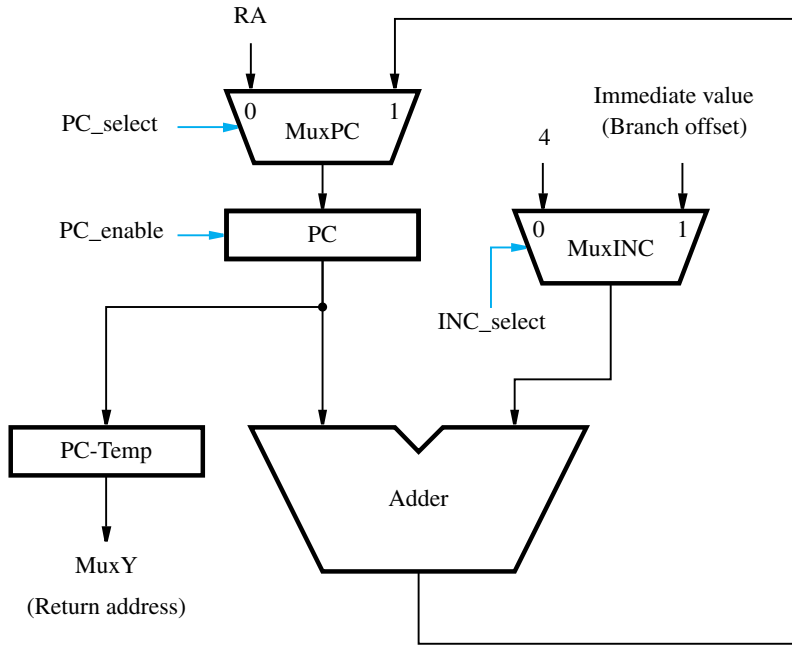 RA
0
1
PC_select
MuxPC
Immediate value
(Branch offset)
4
PC_enable
PC
0
1
MuxINC
INC_select
PC-Temp
Adder
MuxY
(Return address)